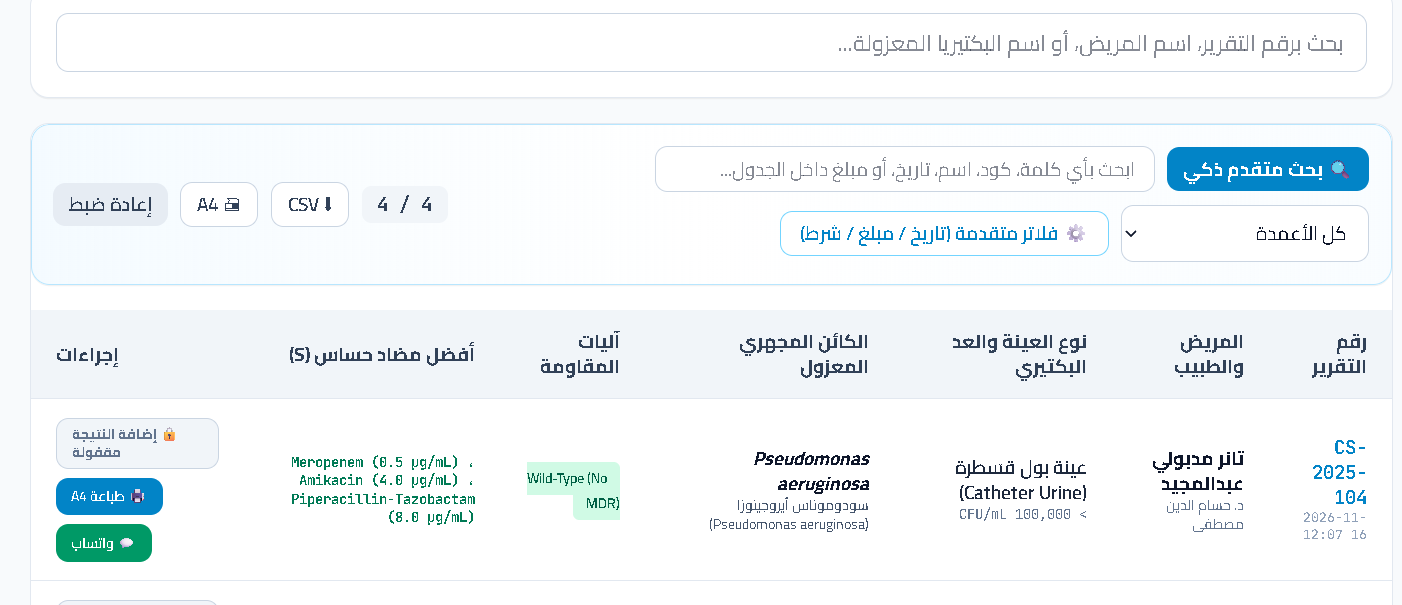 بحث برقم التقرير، اسم المريض، أو اسم البكتيريا المعزولة...
🔍 بحث متقدم ذكي
ابحث بأي كلمة، كود، اسم، تاريخ، أو مبلغ داخل الجدول...
كل الأعمدة
⚙️ فلاتر متقدمة (تاريخ / مبلغ / شرط)
4 / 4
CSV ⬇
A4 🖼
إعادة ضبط
رقم
التقرير
المريض
والطبيب
نوع العينة والعد
البكتيري
الكائن المجهري
المعزول
آليات
المقاومة
أفضل مضاد حساس (S)
إجراءات
CS-
2025-
104
2026-11-
16 12:07
تانر مدبولي
عبدالمجيد
د. حسام الدين
مصطفى
عينة بول قسطرة
(Catheter Urine)
< 100,000 CFU/mL
Pseudomonas
aeruginosa
سودوموناس أيروجينوزا
(Pseudomonas aeruginosa)
Wild-Type (No
MDR)
Meropenem (0.5 µg/mL) ،
Amikacin (4.0 µg/mL) ،
Piperacillin-Tazobactam
(8.0 µg/mL)
🔒 إضافة النتيجة
مقفولة
🖨️ طباعة A4
💬 واتساب